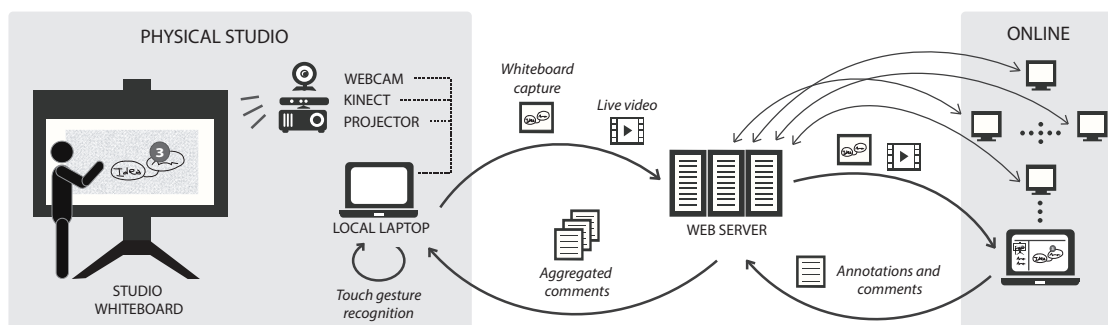 PHYSICAL STUDIO
WEBCAM
KINECT
PROJECTOR
3
Idea
STUDIO
WHITEBOARD
LOCAL LAPTOP
Touch gesture
recognition
Whiteboard
capture
Live video
Aggregated
comments
WEB SERVER
Annotations and
comments
ONLINE